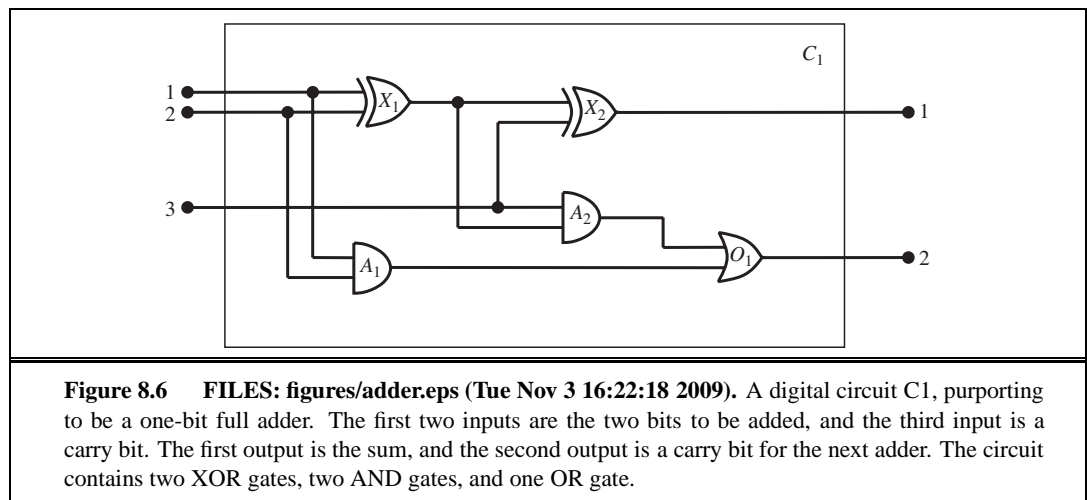 C1
1
2
X1
X2
1
3
A2
A1
O1
2
Figure 8.6 FILES: figures/adder.eps (Tue Nov 3 16:22:18 2009). A digital circuit C1, purporting
to be a one-bit full adder. The first two inputs are the two bits to be added, and the third input is a
carry bit. The first output is the sum, and the second output is a carry bit for the next adder. The circuit
contains two XOR gates, two AND gates, and one OR gate.